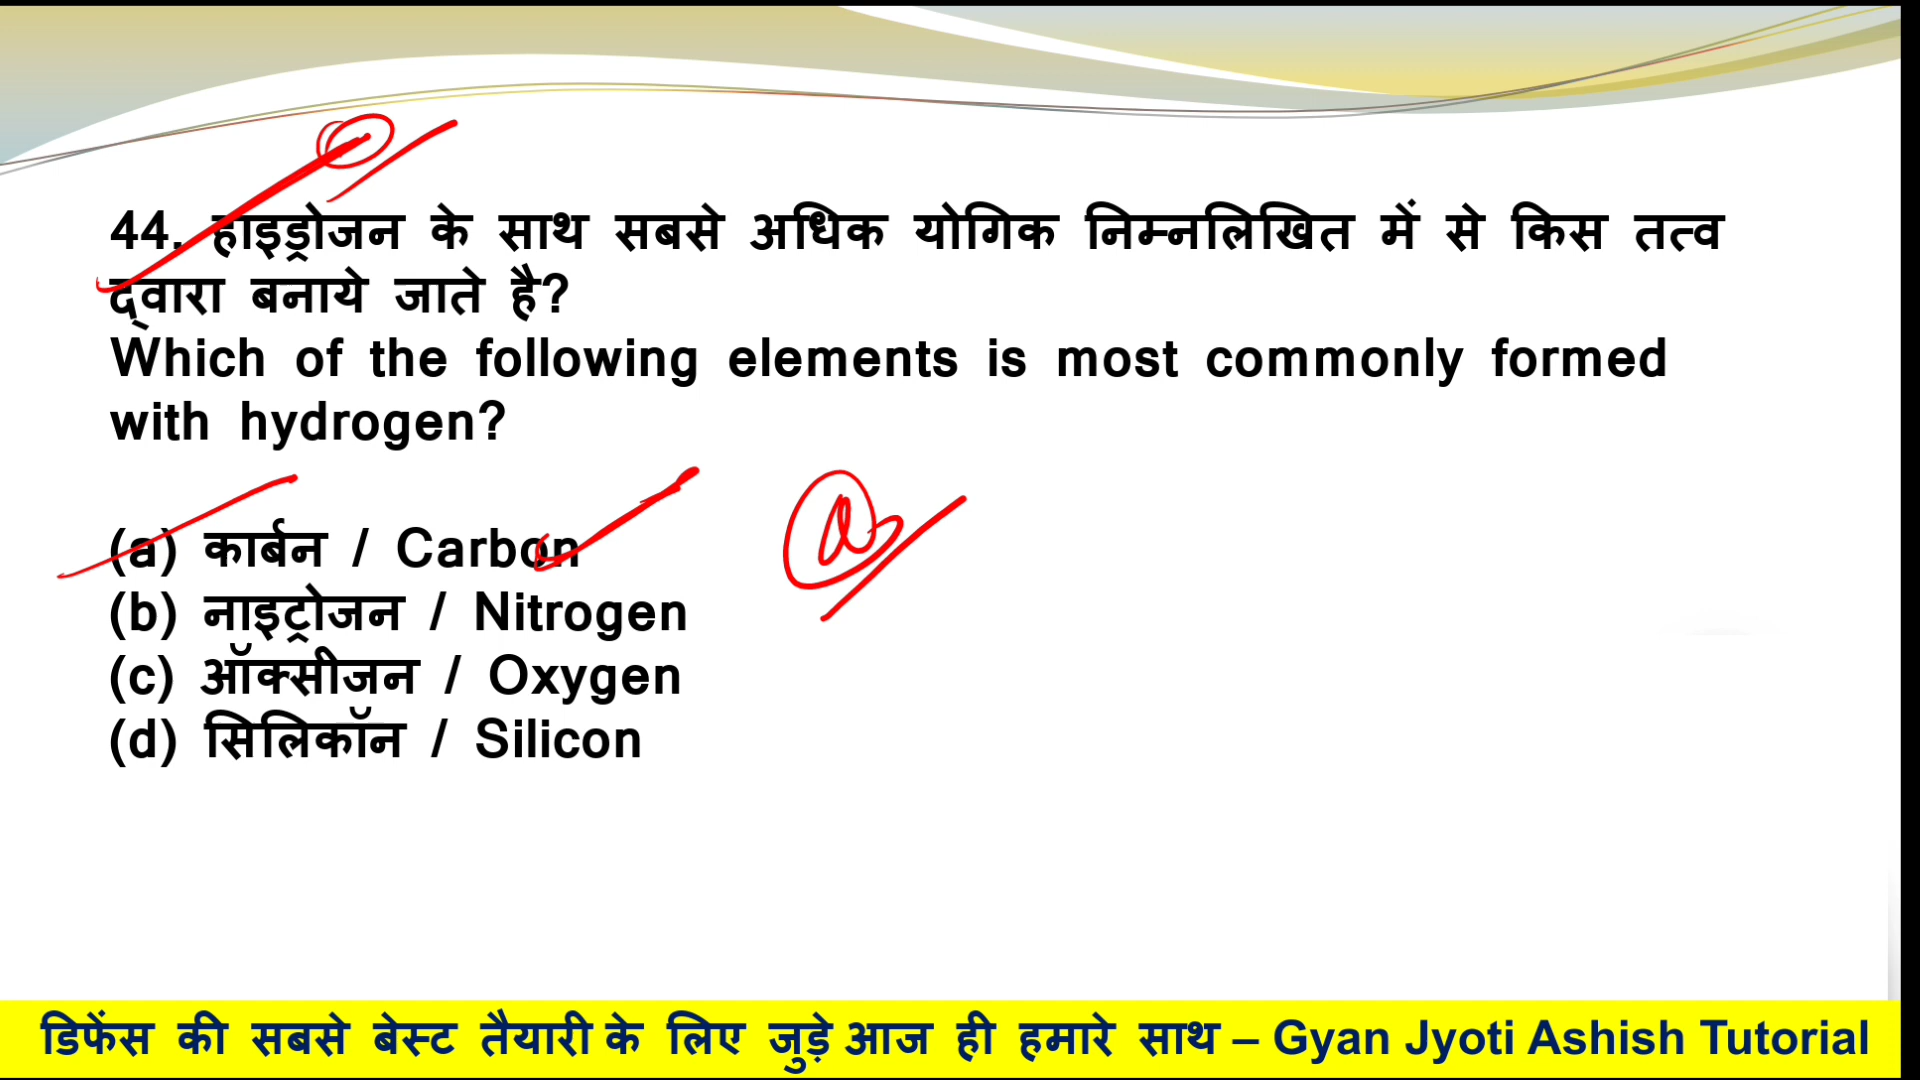 44. हाइड्रोजन के साथ सबसे अधिक योगिक निम्नलिखित में से किस तत्व
द्वारा बनाये जाते है?
Which of the following elements is most commonly formed
with hydrogen?
(a) कार्बन / Carbon
a
(b) नाइट्रोजन / Nitrogen
(c) ऑक्सीजन / Oxygen
(d) सिलिकॉन / Silicon
डिफेंस की सबसे बेस्ट तैयारी के लिए जुड़े आज ही हमारे साथ – Gyan Jyoti Ashish Tutorial